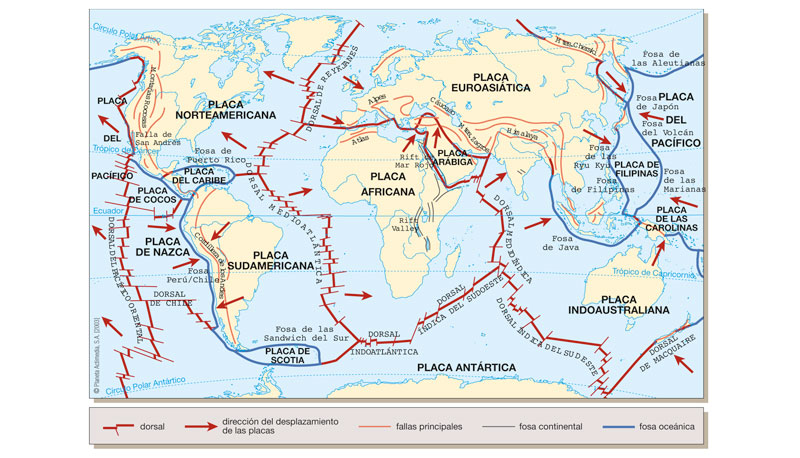 Círculo Polar Ártico
PLACA
NORTEAMERICANA
Montañas Rocosas
Falla de
San Andrés
Trópico de Cáncer
PLACA
DEL
PACÍFICO
Fosa de
Puerto Rico
PLACA
DEL CARIBE
PLACA
DE COCOS
Ecuador
PLACA
DE NAZCA
PLACA
SUDAMERICANA
Cordillera de los Andes
Fosa
Perú/Chile
DORSAL
DE CHILE
DORSAL DEL PACÍFICO ORIENTAL
Fosa de las
Sandwich del Sur
PLACA DE
SCOTIA
Círculo Polar Antártico
© Planeta Actimedia, S.A. [2003]
DORSAL DE REYKJANES
DORSAL MEDIOATLÁNTICA
Alpes
Atlas
Cáucaso
Himalaya
PLACA
EUROASIÁTICA
PLACA
ARÁBIGA
Rift del
Mar Rojo
PLACA
AFRICANA
Rift
Valley
DORSAL MEDIOÍNDICA
DORSAL
ÍNDICA DEL SUDOESTE
DORSAL ÍNDICA DEL SUDESTE
DORSAL
INDOATLÁNTICA
PLACA ANTÁRTICA
Fosa de
las Aleutianas
Fosa
de Japón
PLACA
DEL
PACÍFICO
Fosa
del Volcán
Fosa
de las
Ryu Kyu
PLACA DE
FILIPINAS
Fosa
de Filipinas
Fosa
de las
Marianas
PLACA
DE LAS
CAROLINAS
Fosa
de Java
Trópico de Capricornio
PLACA
INDOAUSTRALIANA
DORSAL
DE MACQUAIRE
dorsal
dirección del desplazamiento
de las placas
fallas principales
fosa continental
fosa oceánica